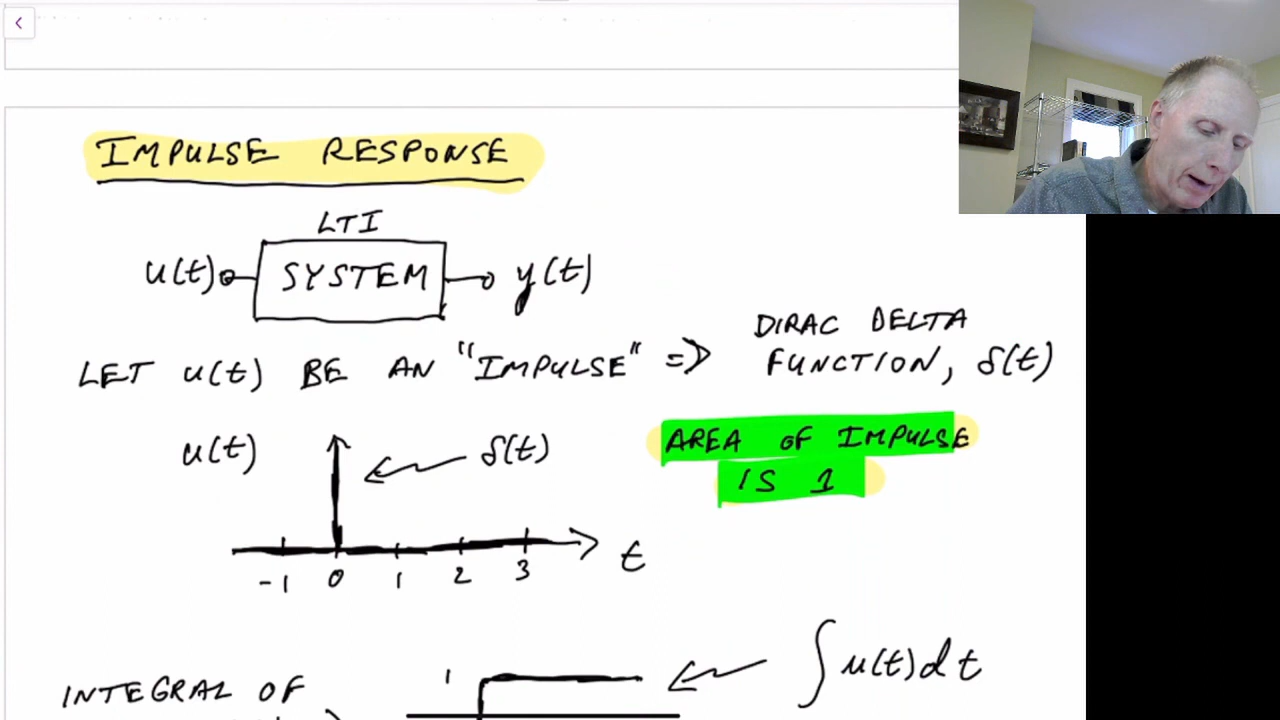 IMPULSE RESPONSE
LTI
u(t) SYSTEM y(t)
LET u(t) BE AN "IMPULSE" => DIRAC DELTA
FUNCTION, δ(t)
u(t) δ(t)
AREA OF IMPULSE
IS 1
-1 0 1 2 3 t
INTEGRAL OF
1
∫u(t)dt